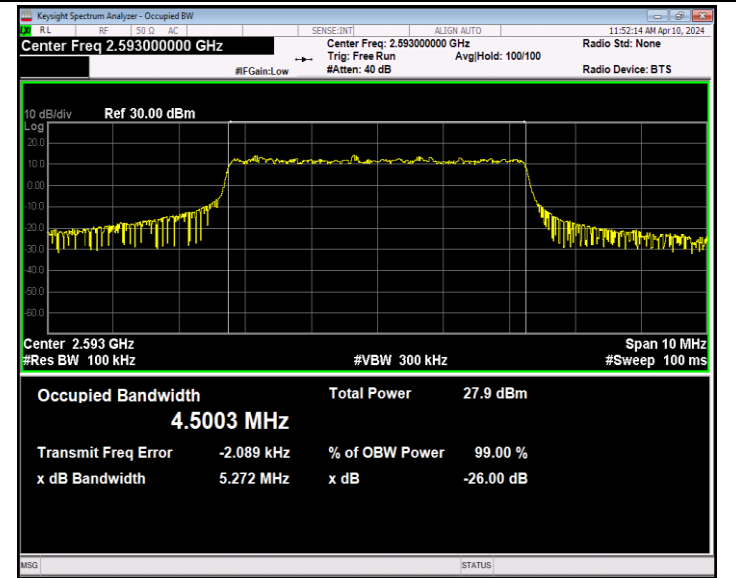 Keysight Spectrum Analyzer - Occupied BW
RL RF 50 Ω AC SENSE:INT ALIGN AUTO 11:52:14 AM Apr 10, 2024
Center Freq 2.593000000 GHz Center Freq: 2.593000000 GHz Radio Std: None
Trig: Free Run Avg|Hold: 100/100
#IFGain:Low #Atten: 40 dB Radio Device: BTS
10 dB/div Ref 30.00 dBm
Log
20.0
10.0
0.00
-10.0
-20.0
-30.0
-40.0
-50.0
-60.0
Center 2.593 GHz Span 10 MHz
#Res BW 100 kHz #VBW 300 kHz #Sweep 100 ms
Occupied Bandwidth Total Power 27.9 dBm
4.5003 MHz
Transmit Freq Error -2.089 kHz % of OBW Power 99.00 %
x dB Bandwidth 5.272 MHz x dB -26.00 dB
MSG STATUS